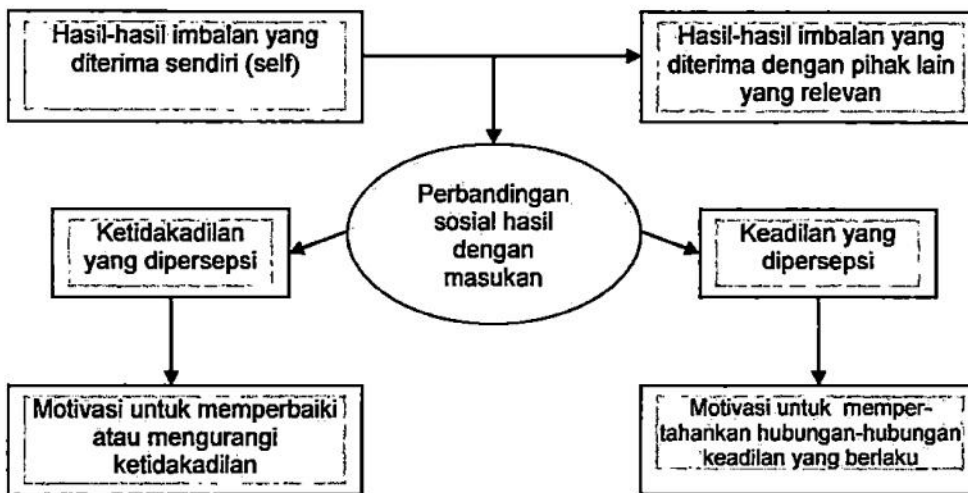 Hasil-hasil imbalan yang
diterima sendiri (self)
Hasil-hasil imbalan yang
diterima dengan pihak lain
yang relevan
Perbandingan
sosial hasil
dengan
masukan
Ketidakadilan
yang dipersepsi
Keadilan yang
dipersepsi
Motivasi untuk memperbaiki
atau mengurangi
ketidakadilan
Motivasi untuk memper-
tahankan hubungan-hubungan
keadilan yang berlaku